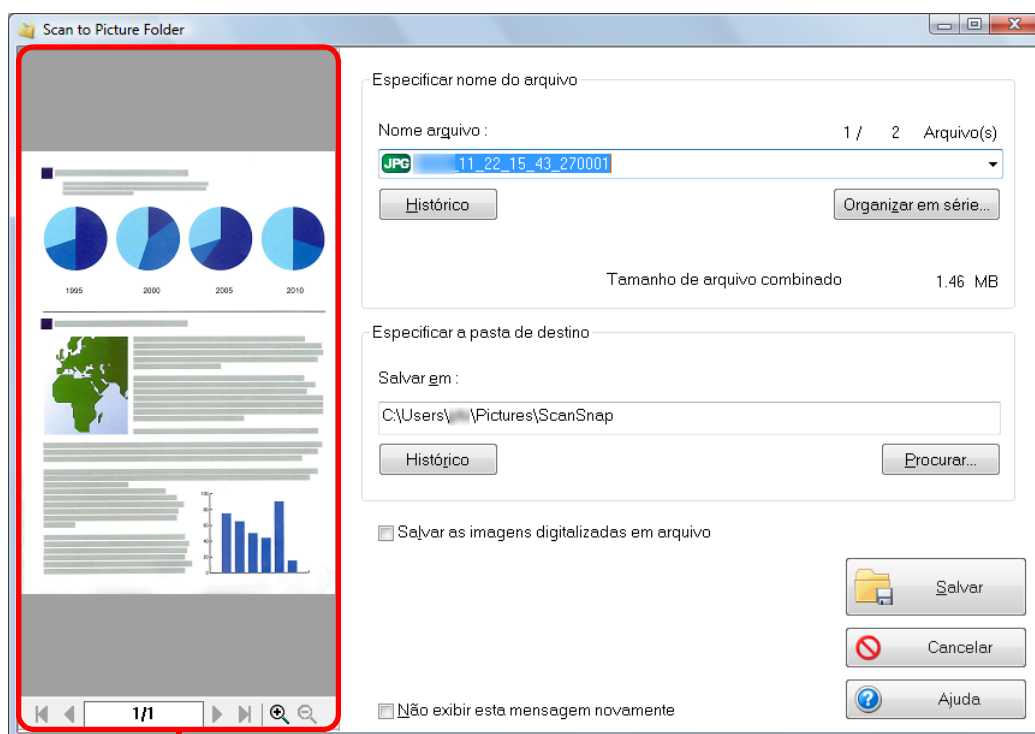 Scan to Picture Folder
Especificar nome do arquivo
Nome arquivo :
1 / 2 Arquivo(s)
JPG _11_22_15_43_270001
Histórico
Organizar em série...
Tamanho de arquivo combinado 1.46 MB
1995 2000 2005 2010
Especificar a pasta de destino
Salvar em :
C:\Users\ \Pictures\ScanSnap
Histórico
Procurar...
Salvar as imagens digitalizadas em arquivo
Salvar
Cancelar
Ajuda
1/1
Não exibir esta mensagem novamente